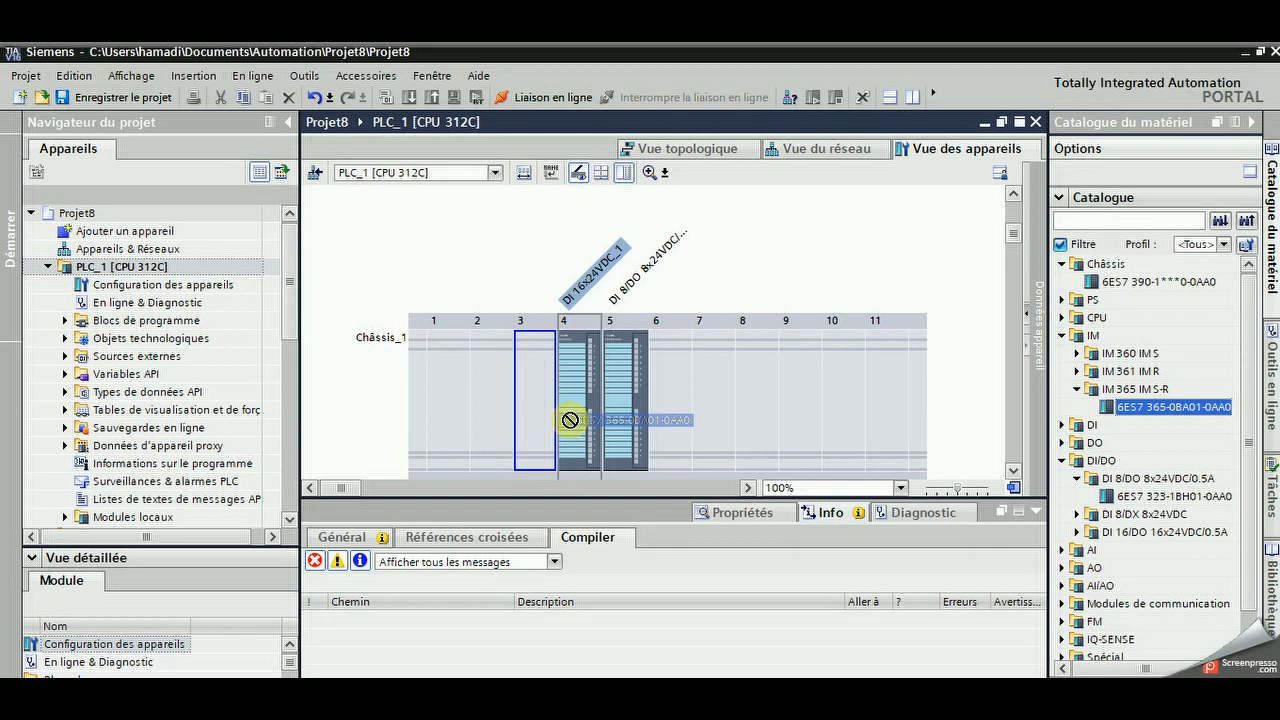 Siemens - C:\Users\hamadi\Documents\Automation\Projet8\Projet8
Projet Edition Affichage Insertion En ligne Outils Accessoires Fenêtre Aide
Enregistrer le projet
Liaison en ligne
Interrompre la liaison en ligne
Totally Integrated Automation
PORTAL
Navigateur du projet
Appareils
Démarrer
Projet8
Ajouter un appareil
Appareils & Réseaux
PLC_1 [CPU 312C]
Configuration des appareils
En ligne & Diagnostic
Blocs de programme
Objets technologiques
Sources externes
Variables API
Types de données API
Tables de visualisation et de forç
Sauvegardes en ligne
Données d'appareil proxy
Informations sur le programme
Surveillances & alarmes PLC
Listes de textes de messages AP
Modules locaux
Vue détaillée
Module
Nom
Configuration des appareils
En ligne & Diagnostic
Projet8 PLC_1 [CPU 312C]
Vue topologique
Vue du réseau
Vue des appareils
PLC_1 [CPU 312C]
DI 16x24VDC_1
DI 8/DO 8x24VDC/...
1 2 3 4 5 6 7 8 9 10 11
Châssis_1
S7 365-0BA01-0AA0
100%
Données appareil
Propriétés
Info
Diagnostic
Général
Références croisées
Compiler
Afficher tous les messages
! Chemin Description Aller à ? Erreurs Avertiss...
Catalogue du matériel
Options
Catalogue
Filtre Profil : <Tous>
Châssis
6ES7 390-1***0-0AA0
PS
CPU
IM
IM 360 IM S
IM 361 IM R
IM 365 IM S-R
6ES7 365-0BA01-0AA0
DI
DO
DI/DO
DI 8/DO 8x24VDC/0.5A
6ES7 323-1BH01-0AA0
DI 8/DX 8x24VDC
DI 16/DO 16x24VDC/0.5A
AI
AO
AI/AO
Modules de communication
FM
IQ-SENSE
Spécial
Catalogue du matériel
Outils en ligne
Tâches
Bibliothèque
Screenpresso
.com